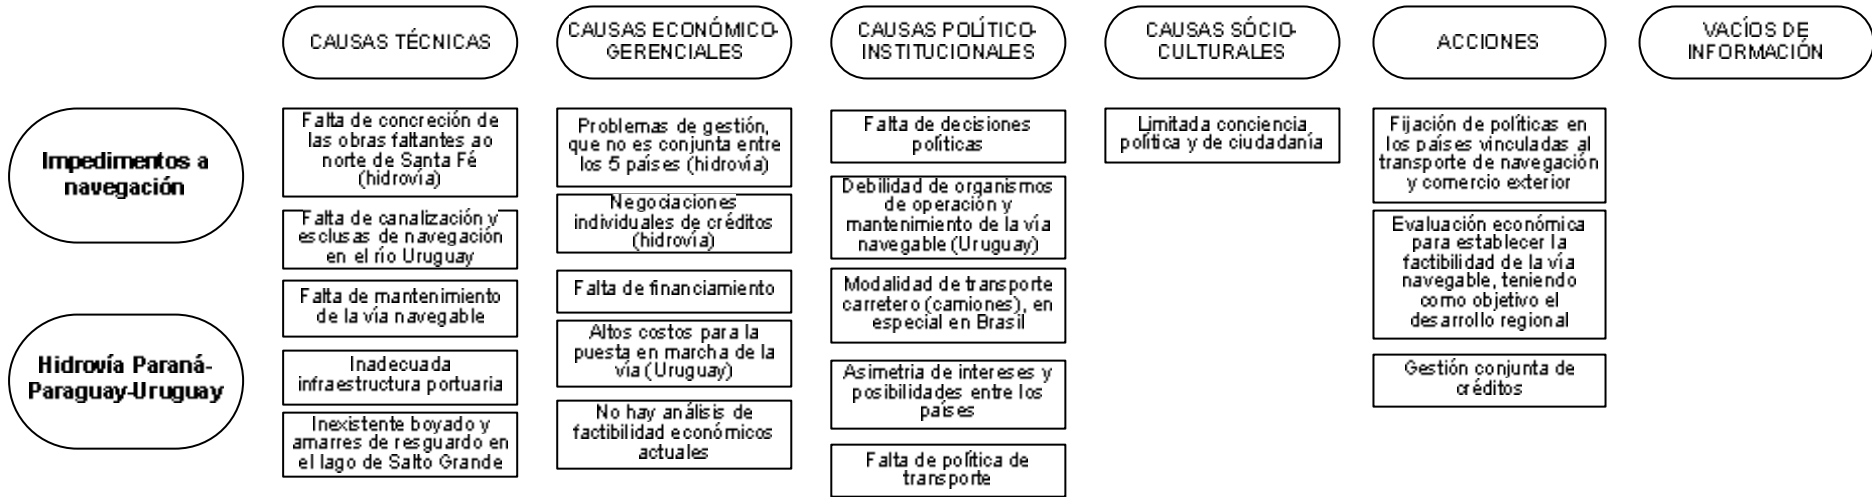 CAUSAS TÉCNICAS
CAUSAS ECONÓMICO-
GERENCIALES
CAUSAS POLÍTICO-
INSTITUCIONALES
CAUSAS SÓCIO-
CULTURALES
ACCIONES
VACÍOS DE
INFORMACIÓN
Impedimentos a
navegación
Hidrovía Paraná-
Paraguay-Uruguay
Falta de concreción de
las obras faltantes ao
norte de Santa Fé
(hidrovía)
Falta de canalización y
esclusas de navegación
en el río Uruguay
Falta de mantenimiento
de la vía navegable
Inadecuada
infraestructura portuaria
Inexistente boyado y
amarres de resguardo en
el lago de Salto Grande
Problemas de gestión,
que no es conjunta entre
los 5 países (hidrovía)
Negociaciones
individuales de créditos
(hidrovía)
Falta de financiamiento
Altos costos para la
puesta en marcha de la
vía (Uruguay)
No hay análisis de
factibilidad económicos
actuales
Falta de decisiones
políticas
Debilidad de organismos
de operación y
mantenimiento de la vía
navegable (Uruguay)
Modalidad de transporte
carretero (camiones), en
especial en Brasil
Asimetria de intereses y
posibilidades entre los
países
Falta de política de
transporte
Limitada conciencia
política y de ciudadanía
Fijación de políticas en
los países vinculadas al
transporte de navegación
y comercio exterior
Evaluación económica
para establecer la
factibilidad de la vía
navegable, teniendo
como objetivo el
desarrollo regional
Gestión conjunta de
créditos